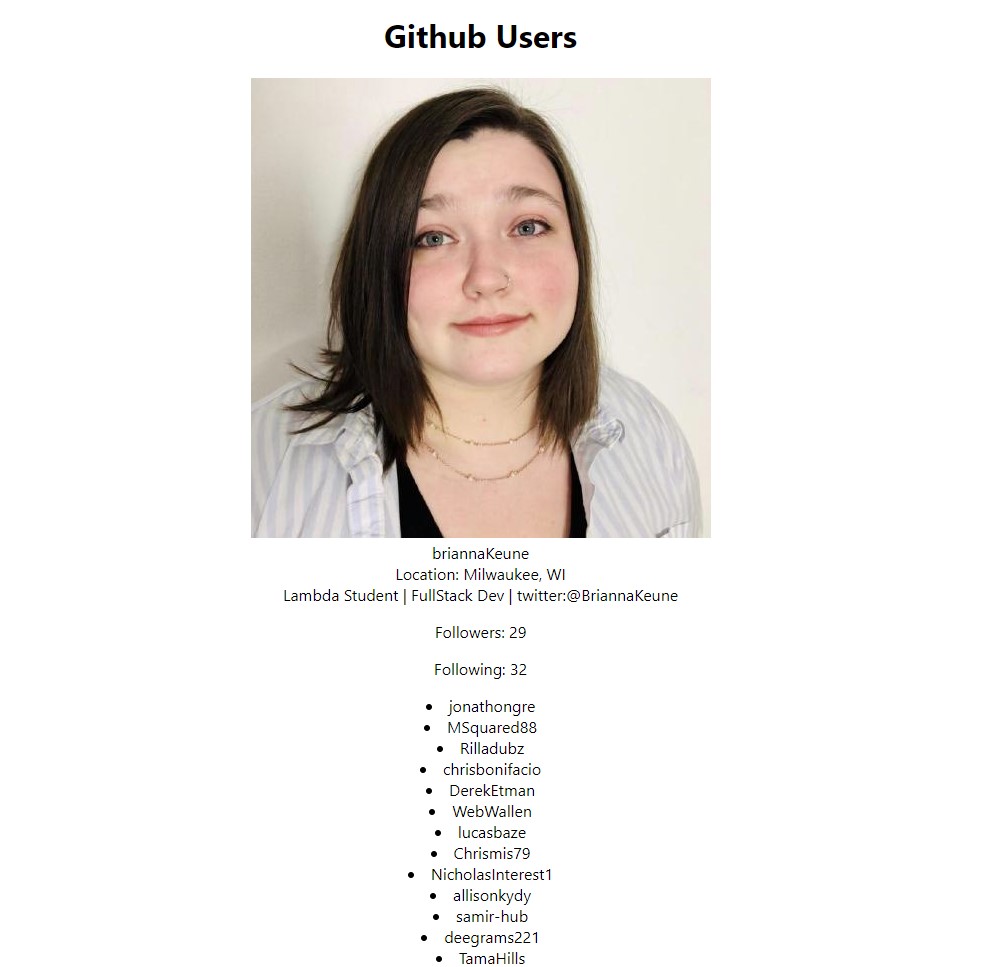 Github Users
briannaKeune
Location: Milwaukee, WI
Lambda Student | FullStack Dev | twitter:@BriannaKeune
Followers: 29
Following: 32
• jonathongre
• MSquared88
• Rilladubz
• chrisbonifacio
• DerekEtman
• WebWallen
• lucasbaze
• Chrismis79
• NicholasInterest1
• allisonkydy
• samir-hub
• deegrams221
• TamaHills